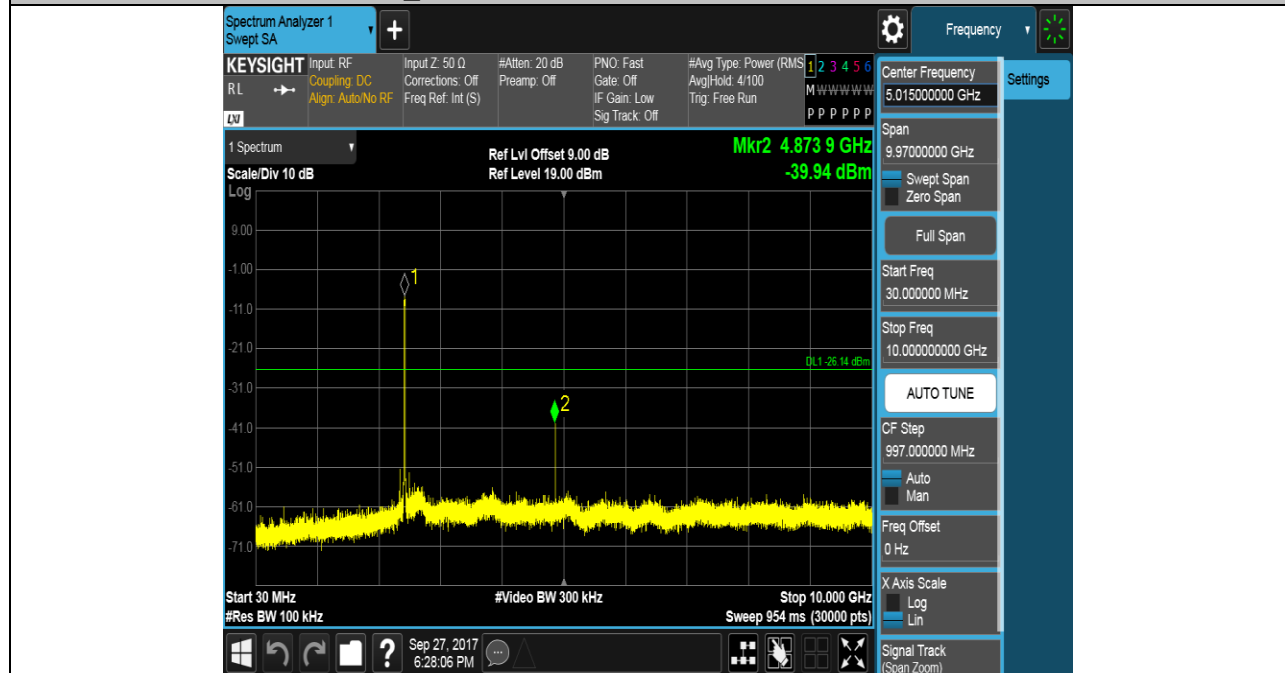 Spectrum Analyzer 1
Swept SA
+
Frequency
KEYSIGHT
RL
LXI
Input: RF
Coupling: DC
Align: Auto/No RF
Input Z: 50 Ω
Corrections: Off
Freq Ref: Int (S)
#Atten: 20 dB
Preamp: Off
PNO: Fast
Gate: Off
IF Gain: Low
Sig Track: Off
#Avg Type: Power (RMS
Avg|Hold: 4/100
Trig: Free Run
1 2 3 4 5 6
M W W W W W
P P P P P P
1 Spectrum
Scale/Div 10 dB
Ref Lvl Offset 9.00 dB
Ref Level 19.00 dBm
Mkr2 4.873 9 GHz
-39.94 dBm
Log
9.00
-1.00
-11.0
-21.0
-31.0
-41.0
-51.0
-61.0
-71.0
1
2
DL1 -26.14 dBm
Start 30 MHz
#Res BW 100 kHz
#Video BW 300 kHz
Stop 10.000 GHz
Sweep 954 ms (30000 pts)
?
Sep 27, 2017
6:28:06 PM
Center Frequency
5.015000000 GHz
Span
9.97000000 GHz
Swept Span
Zero Span
Full Span
Start Freq
30.000000 MHz
Stop Freq
10.000000000 GHz
AUTO TUNE
CF Step
997.000000 MHz
Auto
Man
Freq Offset
0 Hz
X Axis Scale
Log
Lin
Signal Track
(Span Zoom)
Settings